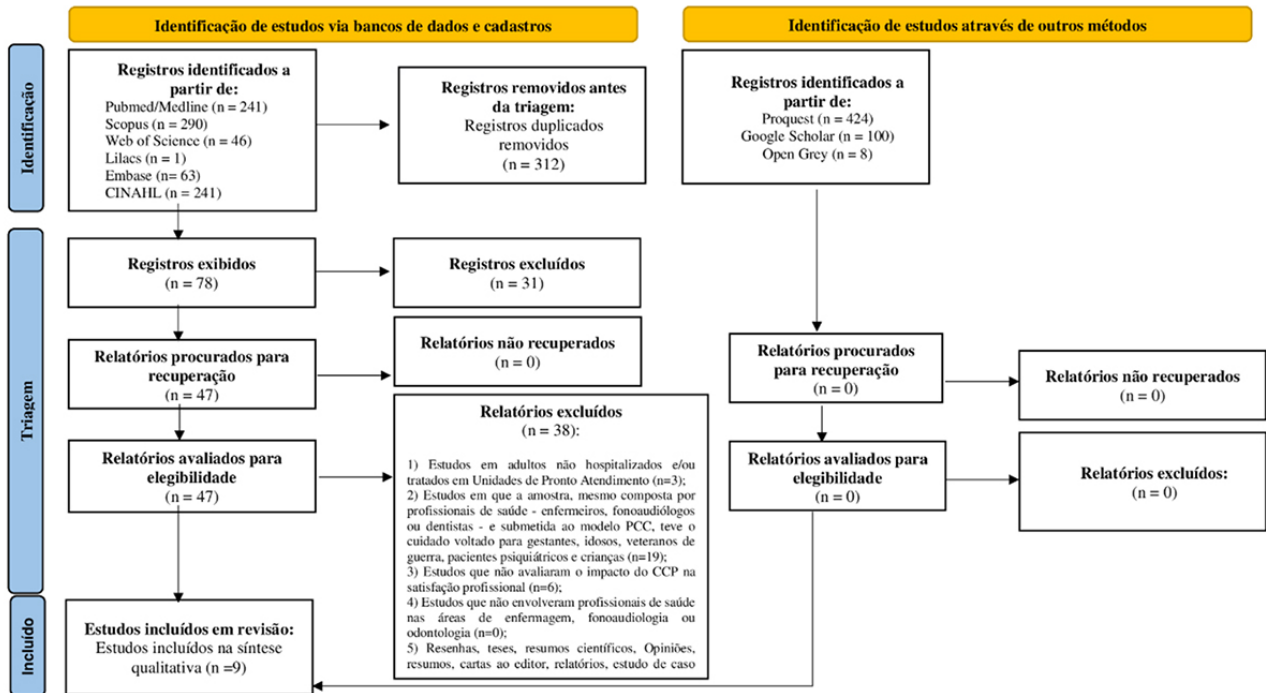 Identificação de estudos via bancos de dados e cadastros
Identificação de estudos através de outros métodos
Identificação
Registros identificados a
partir de:
Pubmed/Medline (n = 241)
Scopus (n = 290)
Web of Science (n = 46)
Lilacs (n = 1)
Embase (n= 63)
CINAHL (n = 241)
Registros removidos antes
da triagem:
Registros duplicados
removidos
(n = 312)
Registros identificados a
partir de:
Proquest (n = 424)
Google Scholar (n = 100)
Open Grey (n = 8)
Triagem
Registros exibidos
(n = 78)
Registros excluídos
(n = 31)
Relatórios procurados para
recuperação
(n = 47)
Relatórios não recuperados
(n = 0)
Relatórios procurados
para recuperação
(n = 0)
Relatórios não recuperados
(n = 0)
Relatórios avaliados para
elegibilidade
(n = 47)
Relatórios excluídos
(n = 38):
1) Estudos em adultos não hospitalizados e/ou
tratados em Unidades de Pronto Atendimento (n=3);
2) Estudos em que a amostra, mesmo composta por
profissionais de saúde - enfermeiros, fonoaudiólogos
ou dentistas - e submetida ao modelo PCC, teve o
cuidado voltado para gestantes, idosos, veteranos de
guerra, pacientes psiquiátricos e crianças (n=19);
3) Estudos que não avaliaram o impacto do CCP na
satisfação profissional (n=6);
4) Estudos que não envolveram profissionais de saúde
nas áreas de enfermagem, fonoaudiologia ou
odontologia (n=0);
5) Resenhas, teses, resumos científicos, Opiniões,
resumos, cartas ao editor, relatórios, estudo de caso
Relatórios avaliados para
elegibilidade
(n = 0)
Relatórios excluídos:
(n = 0)
Incluído
Estudos incluídos em revisão:
Estudos incluídos na síntese
qualitativa (n =9)